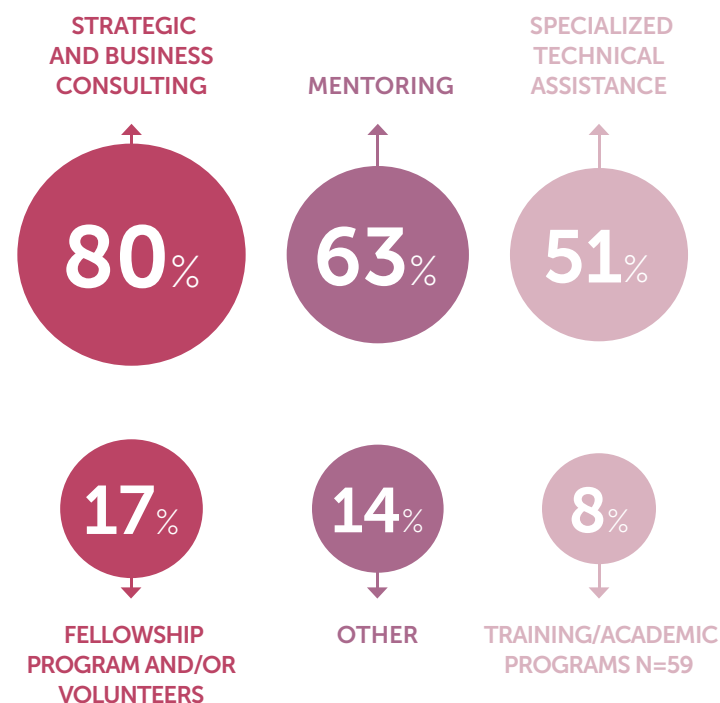 STRATEGIC
AND BUSINESS
CONSULTING
MENTORING
SPECIALIZED
TECHNICAL
ASSISTANCE
80%
63%
51%
17%
14%
8%
FELLOWSHIP
PROGRAM AND/OR
VOLUNTEERS
OTHER
TRAINING/ACADEMIC
PROGRAMS N=59